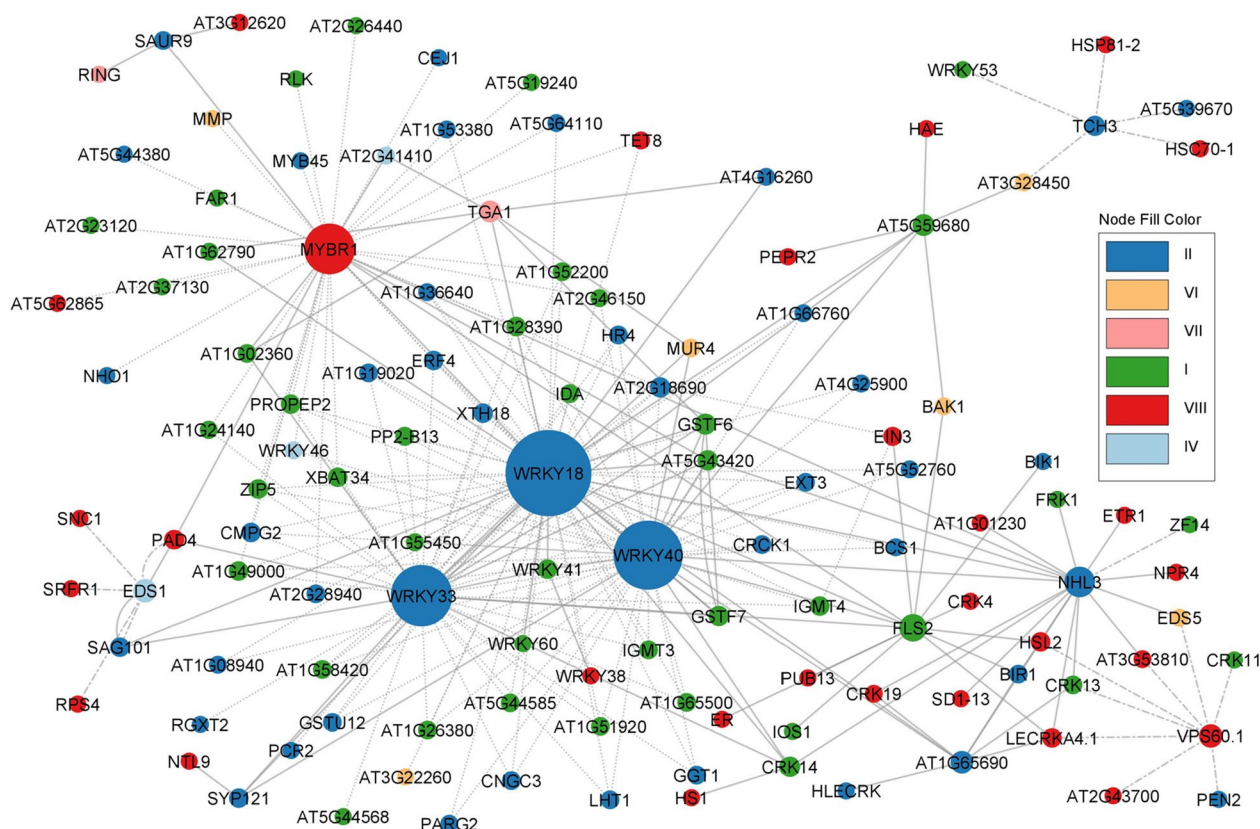 AT3G12620
SAUR9
AT2G26440
CEJ1
HSP81-2
RING
RLK
AT5G19240
WRKY53
MMP
AT1G53380
AT5G64110
AT5G39670
TET8
HAE
TCH3
AT5G44380
MYB45
AT2G41410
HSC70-1
AT4G16260
AT3G28450
FAR1
TGA1
AT2G23120
AT5G59680
AT1G62790
MYBR1
PEPR2
AT1G52200
AT2G37130
AT5G62865
AT1G36640
AT2G46150
AT1G66760
AT1G28390
HR4
MUR4
AT1G02360
ERF4
NHO1
AT1G19020
AT2G18690
AT4G25900
IDA
PROPEP2
XTH18
BAK1
GSTF6
AT1G24140
PP2-B13
EIN3
WRKY46
AT5G43420
BIK1
WRKY18
AT5G52760
XBAT34
ZIP5
EXT3
FRK1
SNC1
AT1G01230
ETR1
ZF14
CMPG2
PAD4
AT1G55450
CRCK1
BCS1
WRKY40
AT1G49000
WRKY41
NHL3
NPR4
SRFR1
EDS1
AT2G28940
WRKY33
IGMT4
CRK4
GSTF7
EDS5
FLS2
SAG101
WRKY60
IGMT3
HSL2
AT1G08940
AT1G58420
AT3G53810
CRK11
WRKY38
PUB13
BIR1
CRK13
RPS4
AT5G44585
AT1G65500
CRK19
SD1-13
RGXT2
GSTU12
AT1G26380
AT1G51920
ER
IOS1
LECRKA4.1
VPS60.1
PCR2
NTL9
AT3G22260
CNGC3
GGT1
CRK14
AT1G65690
SYP121
LHT1
HS1
HLECRK
AT2G43700
PEN2
AT5G44568
PARG2
Node Fill Color
II
VI
VII
I
VIII
IV